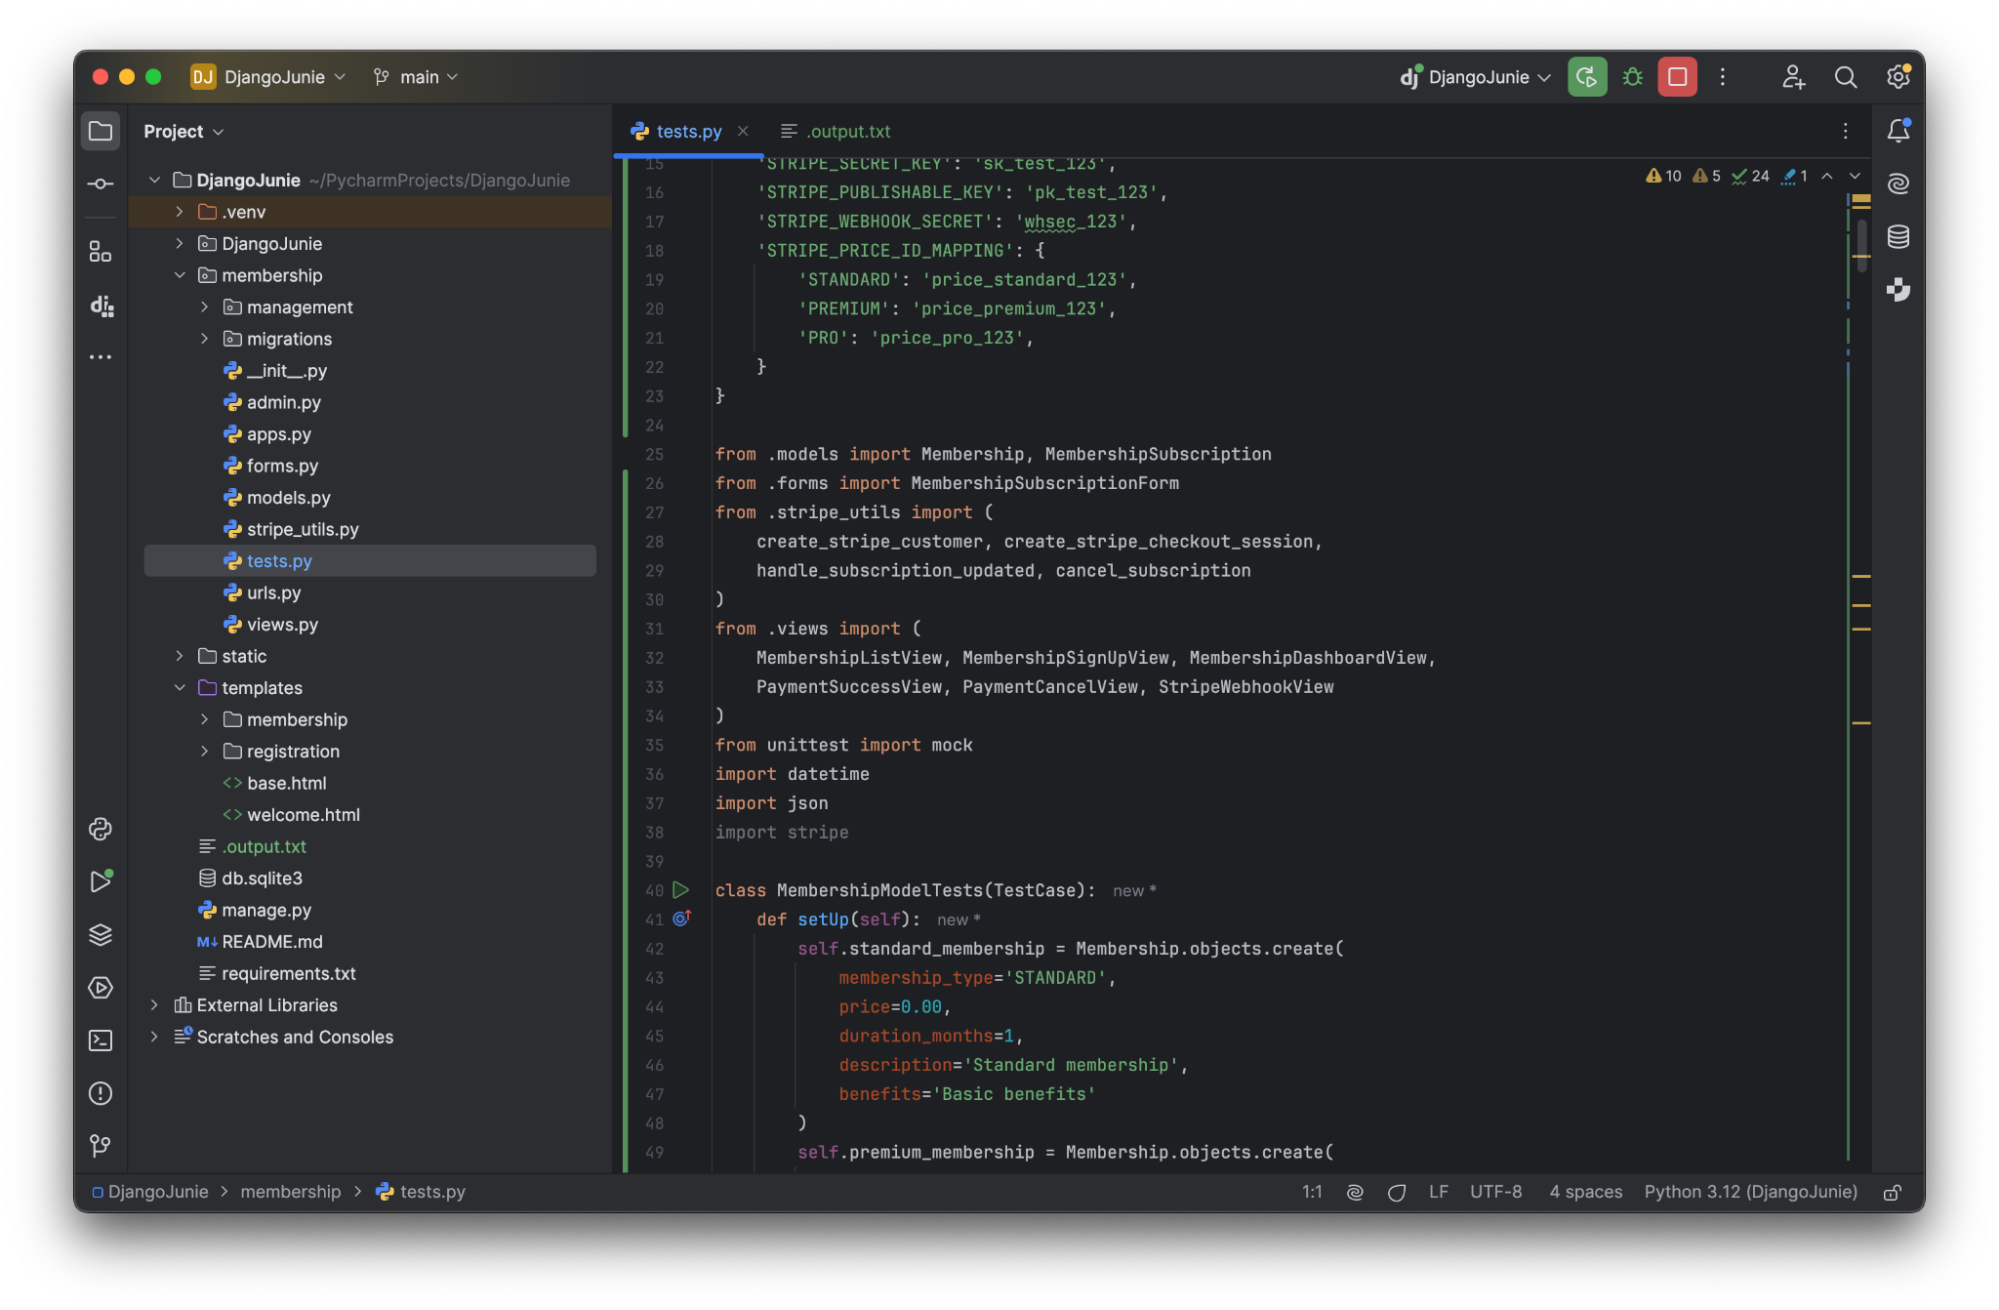 DJ DjangoJunie main dj DjangoJunie
Project
tests.py .output.txt
DjangoJunie ~/PycharmProjects/DjangoJunie
.venv
DjangoJunie
membership
management
migrations
__init__.py
admin.py
apps.py
forms.py
models.py
stripe_utils.py
tests.py
urls.py
views.py
static
templates
membership
registration
<> base.html
<> welcome.html
.output.txt
db.sqlite3
manage.py
M↓ README.md
requirements.txt
External Libraries
Scratches and Consoles
dj
10 5 24 1
15 'STRIPE_SECRET_KEY': 'sk_test_123',
16 'STRIPE_PUBLISHABLE_KEY': 'pk_test_123',
17 'STRIPE_WEBHOOK_SECRET': 'whsec_123',
18 'STRIPE_PRICE_ID_MAPPING': {
19 'STANDARD': 'price_standard_123',
20 'PREMIUM': 'price_premium_123',
21 'PRO': 'price_pro_123',
22 }
23 }
24
25 from .models import Membership, MembershipSubscription
26 from .forms import MembershipSubscriptionForm
27 from .stripe_utils import (
28 create_stripe_customer, create_stripe_checkout_session,
29 handle_subscription_updated, cancel_subscription
30 )
31 from .views import (
32 MembershipListView, MembershipSignUpView, MembershipDashboardView,
33 PaymentSuccessView, PaymentCancelView, StripeWebhookView
34 )
35 from unittest import mock
36 import datetime
37 import json
38 import stripe
39
40 class MembershipModelTests(TestCase): new *
41 def setUp(self): new *
42 self.standard_membership = Membership.objects.create(
43 membership_type='STANDARD',
44 price=0.00,
45 duration_months=1,
46 description='Standard membership',
47 benefits='Basic benefits'
48 )
49 self.premium_membership = Membership.objects.create(
DjangoJunie > membership > tests.py 1:1 LF UTF-8 4 spaces Python 3.12 (DjangoJunie)